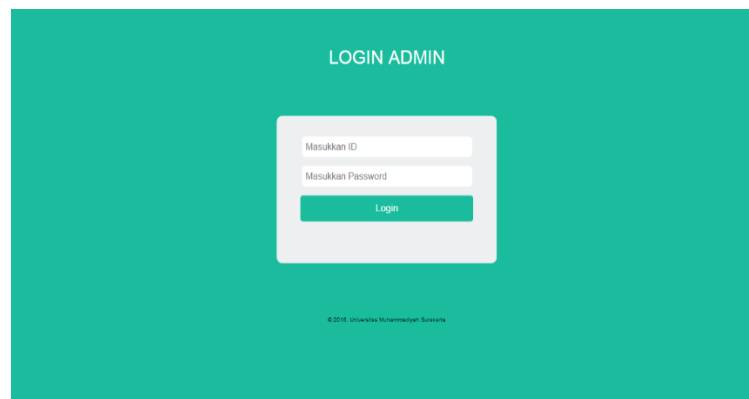 LOGIN ADMIN
Masukkan ID
Masukkan Password
Login
© 2016. Universitas Muhammadiyah Surakarta